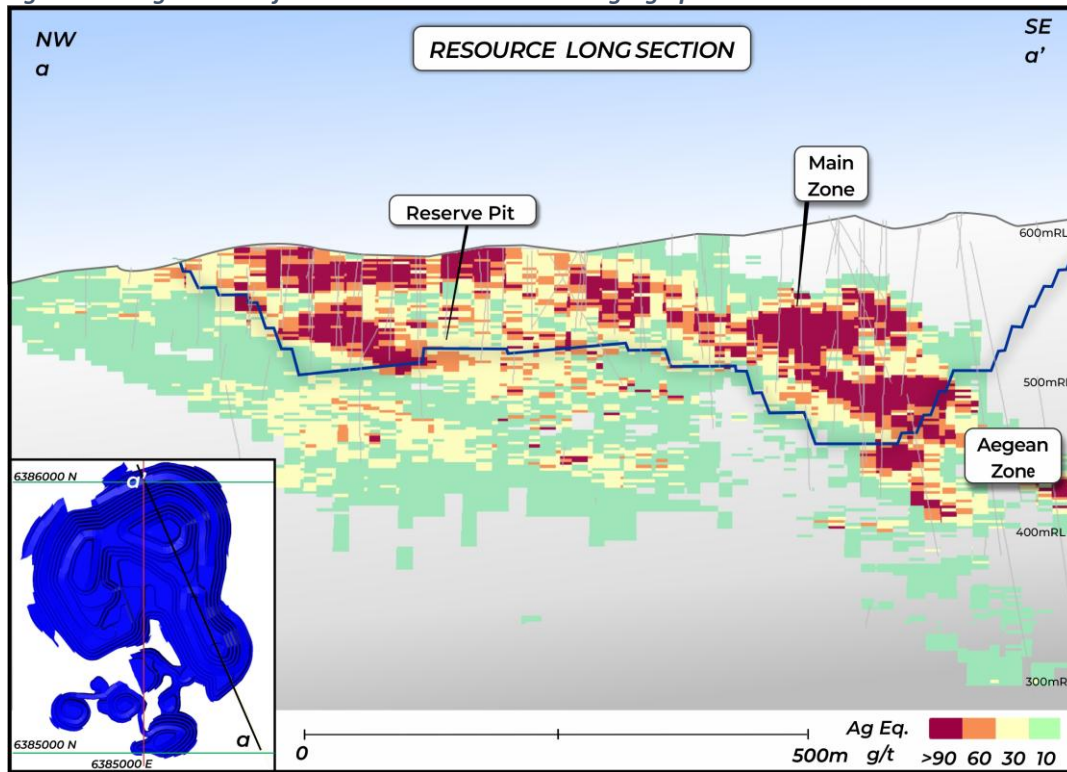 NW
a
RESOURCE LONG SECTION
SE
a'
Main
Zone
Reserve Pit
600mRL
500mRL
Aegean
Zone
400mRL
300mRL
6386000 N
a'
6385000 N
a
6385000 E
0
500m
Ag Eq.
g/t
>90 60 30 10